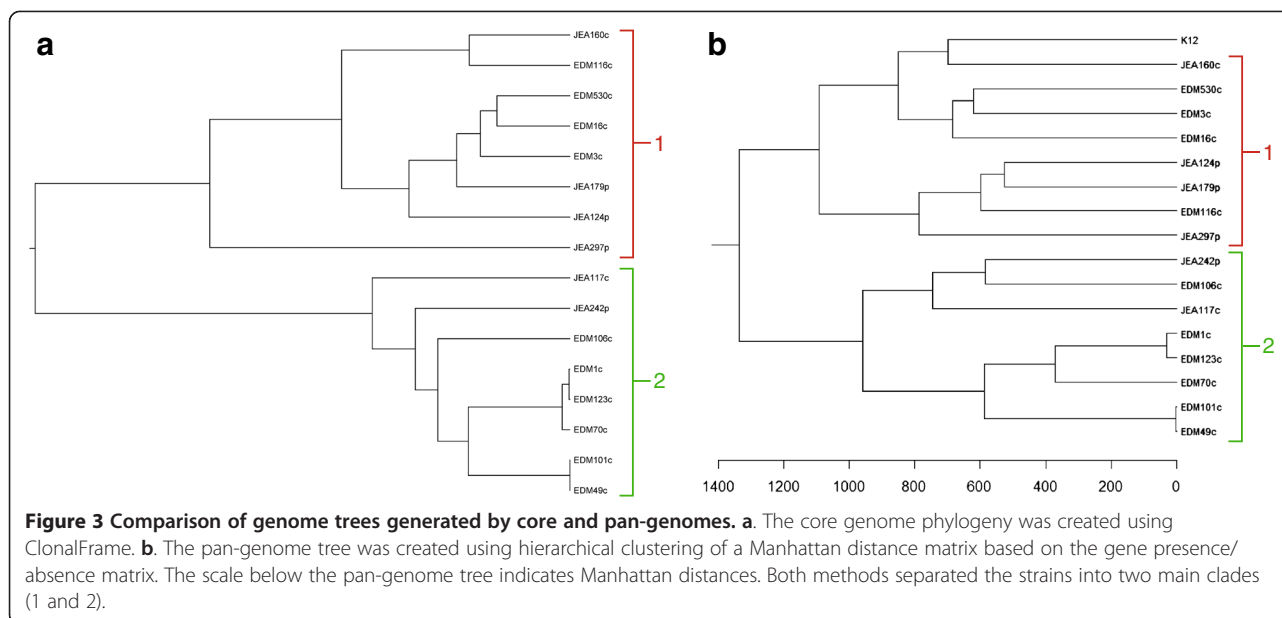 a
JEA160c
EDM116c
EDM530c
EDM16c
EDM3c
JEA179p
JEA124p
JEA297p
JEA117c
JEA242p
EDM106c
EDM1c
EDM123c
EDM70c
EDM101c
EDM49c
1
2
b
K12
JEA160c
EDM530c
EDM3c
EDM16c
JEA124p
JEA179p
EDM116c
JEA297p
JEA242p
EDM106c
JEA117c
EDM1c
EDM123c
EDM70c
EDM101c
EDM49c
1
2
1400 1200 1000 800 600 400 200 0
Figure 3 Comparison of genome trees generated by core and pan-genomes. a. The core genome phylogeny was created using
ClonalFrame. b. The pan-genome tree was created using hierarchical clustering of a Manhattan distance matrix based on the gene presence/
absence matrix. The scale below the pan-genome tree indicates Manhattan distances. Both methods separated the strains into two main clades
(1 and 2).